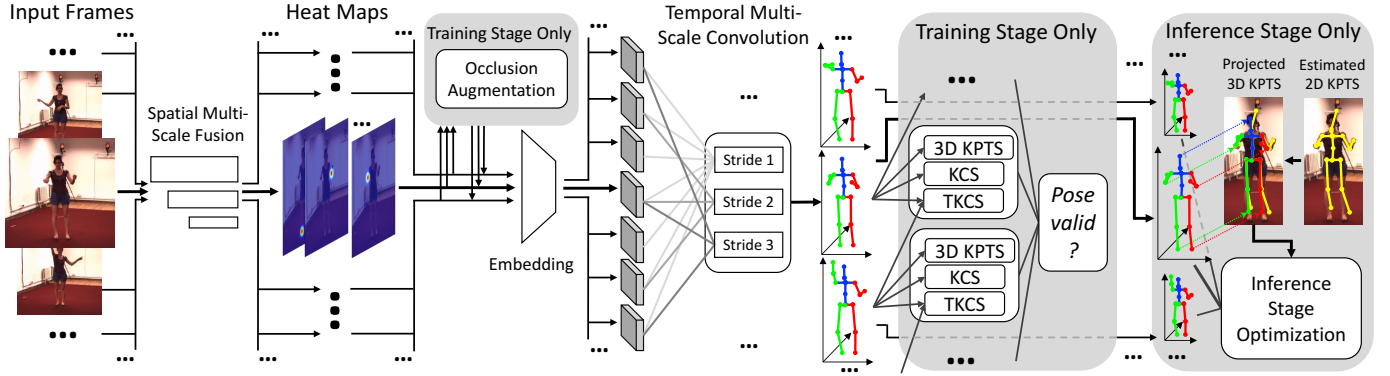 Input Frames
Spatial Multi-
Scale Fusion
Heat Maps
Training Stage Only
Occlusion
Augmentation
Embedding
Temporal Multi-
Scale Convolution
Stride 1
Stride 2
Stride 3
Training Stage Only
3D KPTS
KCS
TKCS
3D KPTS
KCS
TKCS
Pose
valid
?
Inference Stage Only
Projected
3D KPTS
Estimated
2D KPTS
Inference
Stage
Optimization